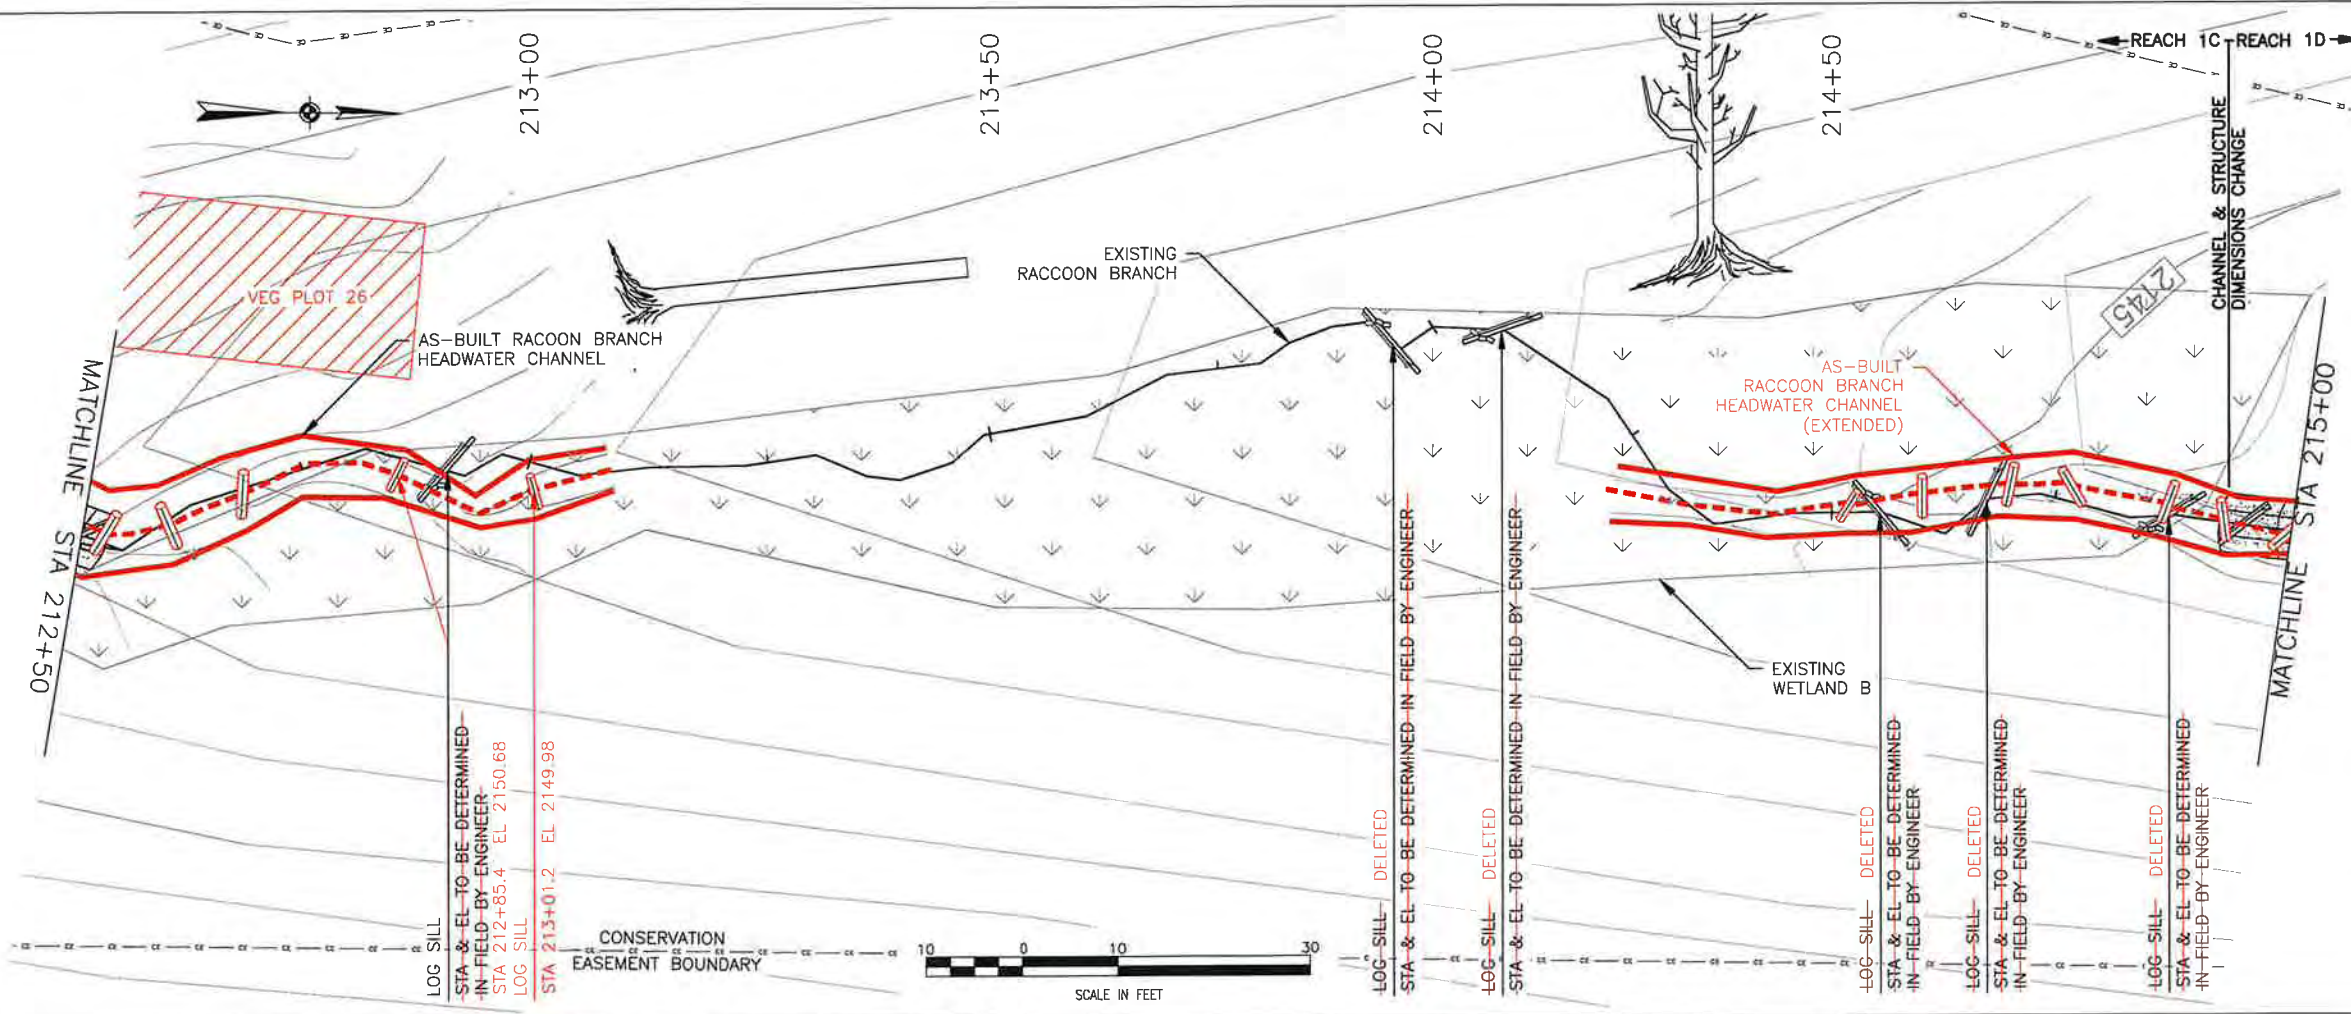 213+00
213+50
214+00
214+50
REACH 1C
REACH 1D
CHANNEL & STRUCTURE
DIMENSIONS CHANGE
VEG PLOT 26
AS-BUILT RACOON BRANCH
HEADWATER CHANNEL
EXISTING
RACCOON BRANCH
2145
AS-BUILT
RACCOON BRANCH
HEADWATER CHANNEL
(EXTENDED)
MATCHLINE STA 212+50
MATCHLINE STA 215+00
EXISTING
WETLAND B
LOG SILL
STA & EL TO BE DETERMINED
IN FIELD BY ENGINEER
STA 212+85.4 EL 2150.68
LOG SILL
STA 213+01.2 EL 2149.98
CONSERVATION
EASEMENT BOUNDARY
10 0 10 30
SCALE IN FEET
LOG SILL DELETED
STA & EL TO BE DETERMINED IN FIELD BY ENGINEER
LOG SILL DELETED
STA & EL TO BE DETERMINED IN FIELD BY ENGINEER
LOG SILL DELETED
STA & EL TO BE DETERMINED
IN FIELD BY ENGINEER
LOG SILL DELETED
STA & EL TO BE DETERMINED
IN FIELD BY ENGINEER
LOG SILL DELETED
STA & EL TO BE DETERMINED
IN FIELD BY ENGINEER